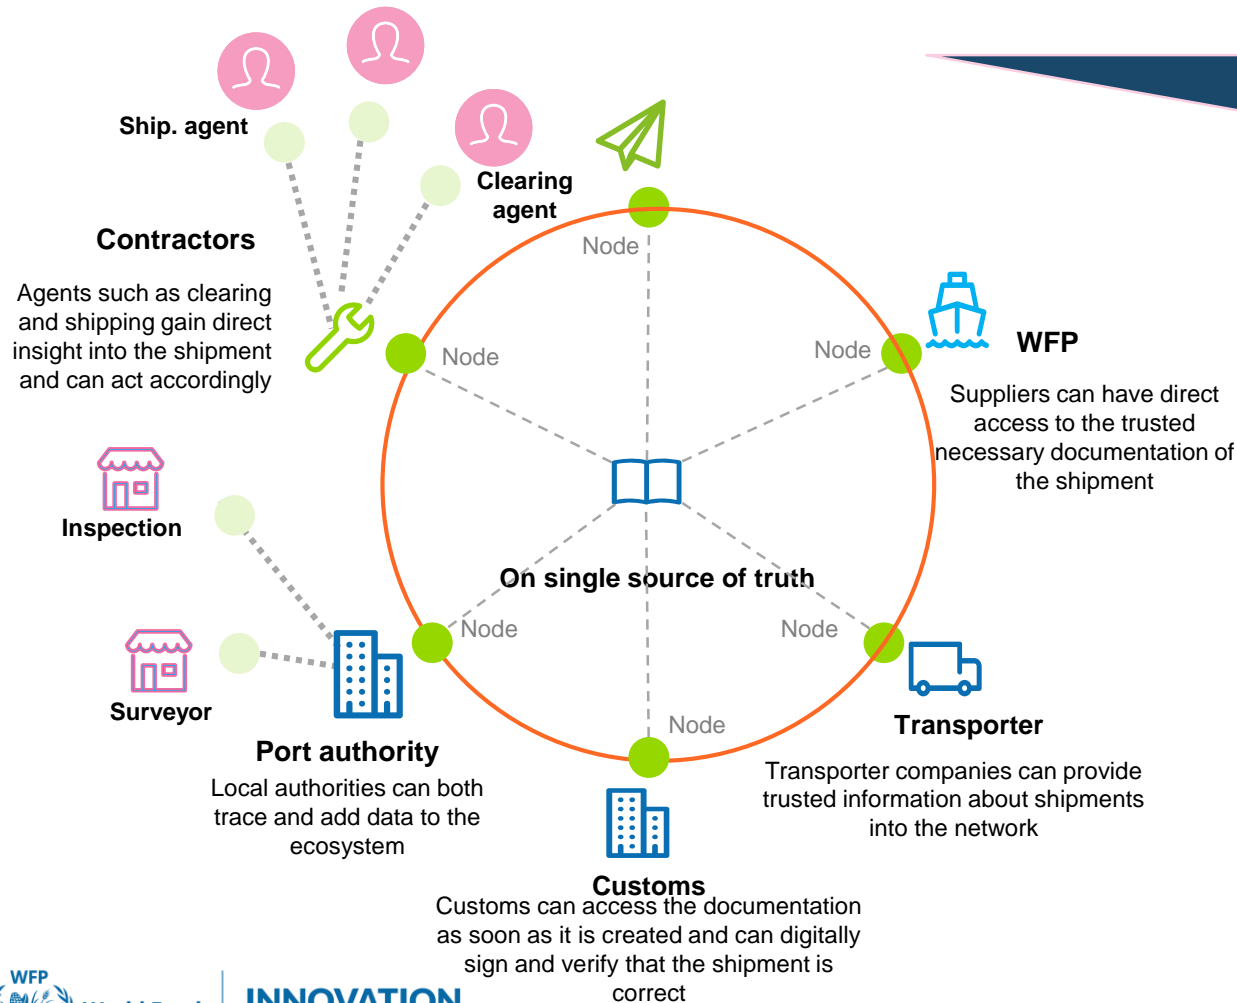 Ship. agent
Clearing
agent
Contractors
Agents such as clearing
and shipping gain direct
insight into the shipment
and can act accordingly
Node
Node
Node
WFP
Suppliers can have direct
access to the trusted
necessary documentation of
the shipment
Inspection
On single source of truth
Surveyor
Node
Node
Node
Port authority
Local authorities can both
trace and add data to the
ecosystem
Transporter
Transporter companies can provide
trusted information about shipments
into the network
Customs
Customs can access the documentation
as soon as it is created and can digitally
sign and verify that the shipment is
correct
WFP
INNOVATION